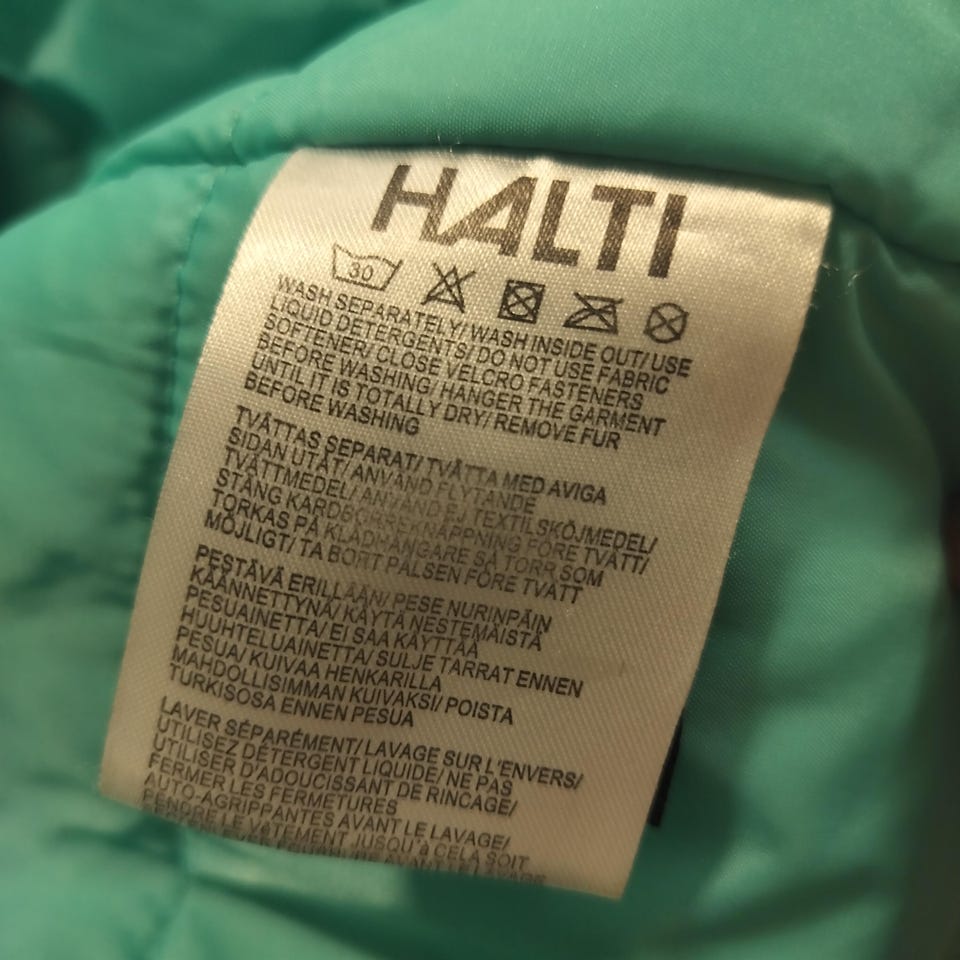 HALTI
30
WASH SEPARATELY/ WASH INSIDE OUT/ USE
LIQUID DETERGENTS/ DO NOT USE FABRIC
SOFTENER/ CLOSE VELCRO FASTENERS
BEFORE WASHING/ HANGER THE GARMENT
UNTIL IT IS TOTALLY DRY/ REMOVE FUR
BEFORE WASHING
TVÄTTAS SEPARAT/ TVÄTTA MED AVIGA
SIDAN UTÅT/ ANVÄND FLYTANDE
TVÄTTMEDEL/ ANVÄND EJ TEXTILSKÖJMEDEL/
STÄNG KARDBORREKNÄPPNING FÖRE TVÄTT/
TORKAS PÅ KLÄDHÄNGARE SÅ TORR SOM
MÖJLIGT/ TA BORT PÄLSEN FÖRE TVÄTT
PESTÄVÄ ERILLÄÄN/ PESE NURINPÄIN
KÄÄNNETTYNÄ/ KÄYTÄ NESTEMÄISTÄ
PESUAINETTA/ EI SAA KÄYTTÄÄ
HUUHTELUAINETTA/ SULJE TARRAT ENNEN
PESUA/ KUIVAA HENKARILLA
MAHDOLLISIMMAN KUIVAKSI/ POISTA
TURKISOSA ENNEN PESUA
LAVER SÉPARÉMENT/ LAVAGE SUR L'ENVERS/
UTILISEZ DÉTERGENT LIQUIDE/ NE PAS
UTILISER D'ADOUCISSANT DE RINCAGE/
FERMER LES FERMETURES
AUTO-AGRIPPANTES AVANT LE LAVAGE/
PENDRE LE VÊTEMENT JUSQU'À CELA SOIT
AVANT LE LAVAGE